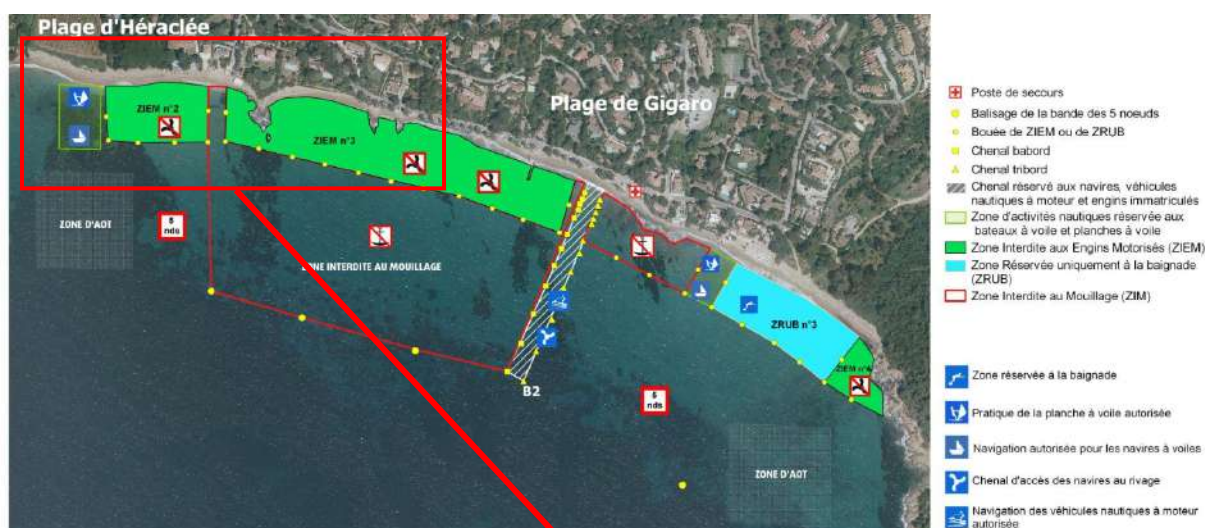 Plage d'Héraclée
Plage de Gigaro
ZIEM n°2
ZIEM n°3
ZONE D'AOT
5
nds
ZONE INTERDITE AU MOUILLAGE
ZRUB n°3
ZIEM n°4
B2
5
nds
ZONE D'AOT
Poste de secours
Balisage de la bande des 5 noeuds
Bouée de ZIEM ou de ZRUB
Chenal babord
Chenal tribord
Chenal réservé aux navires, véhicules
nautiques à moteur et engins immatriculés
Zone d'activités nautiques réservée aux
bateaux à voile et planches à voile
Zone Interdite aux Engins Motorisés (ZIEM)
Zone Réservée uniquement à la baignade
(ZRUB)
Zone Interdite au Mouillage (ZIM)
Zone réservée à la baignade
Pratique de la planche à voile autorisée
Navigation autorisée pour les navires à voiles
Chenal d'accès des navires au rivage
Navigation des véhicules nautiques à moteur
autorisée